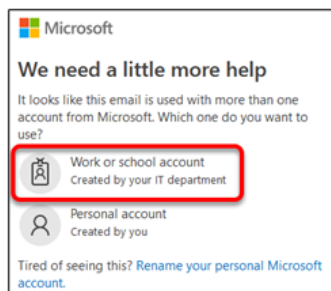 Microsoft
We need a little more help
It looks like this email is used with more than one
account from Microsoft. Which one do you want to
use?
Work or school account
Created by your IT department
Personal account
Created by you
Tired of seeing this? Rename your personal Microsoft
account.